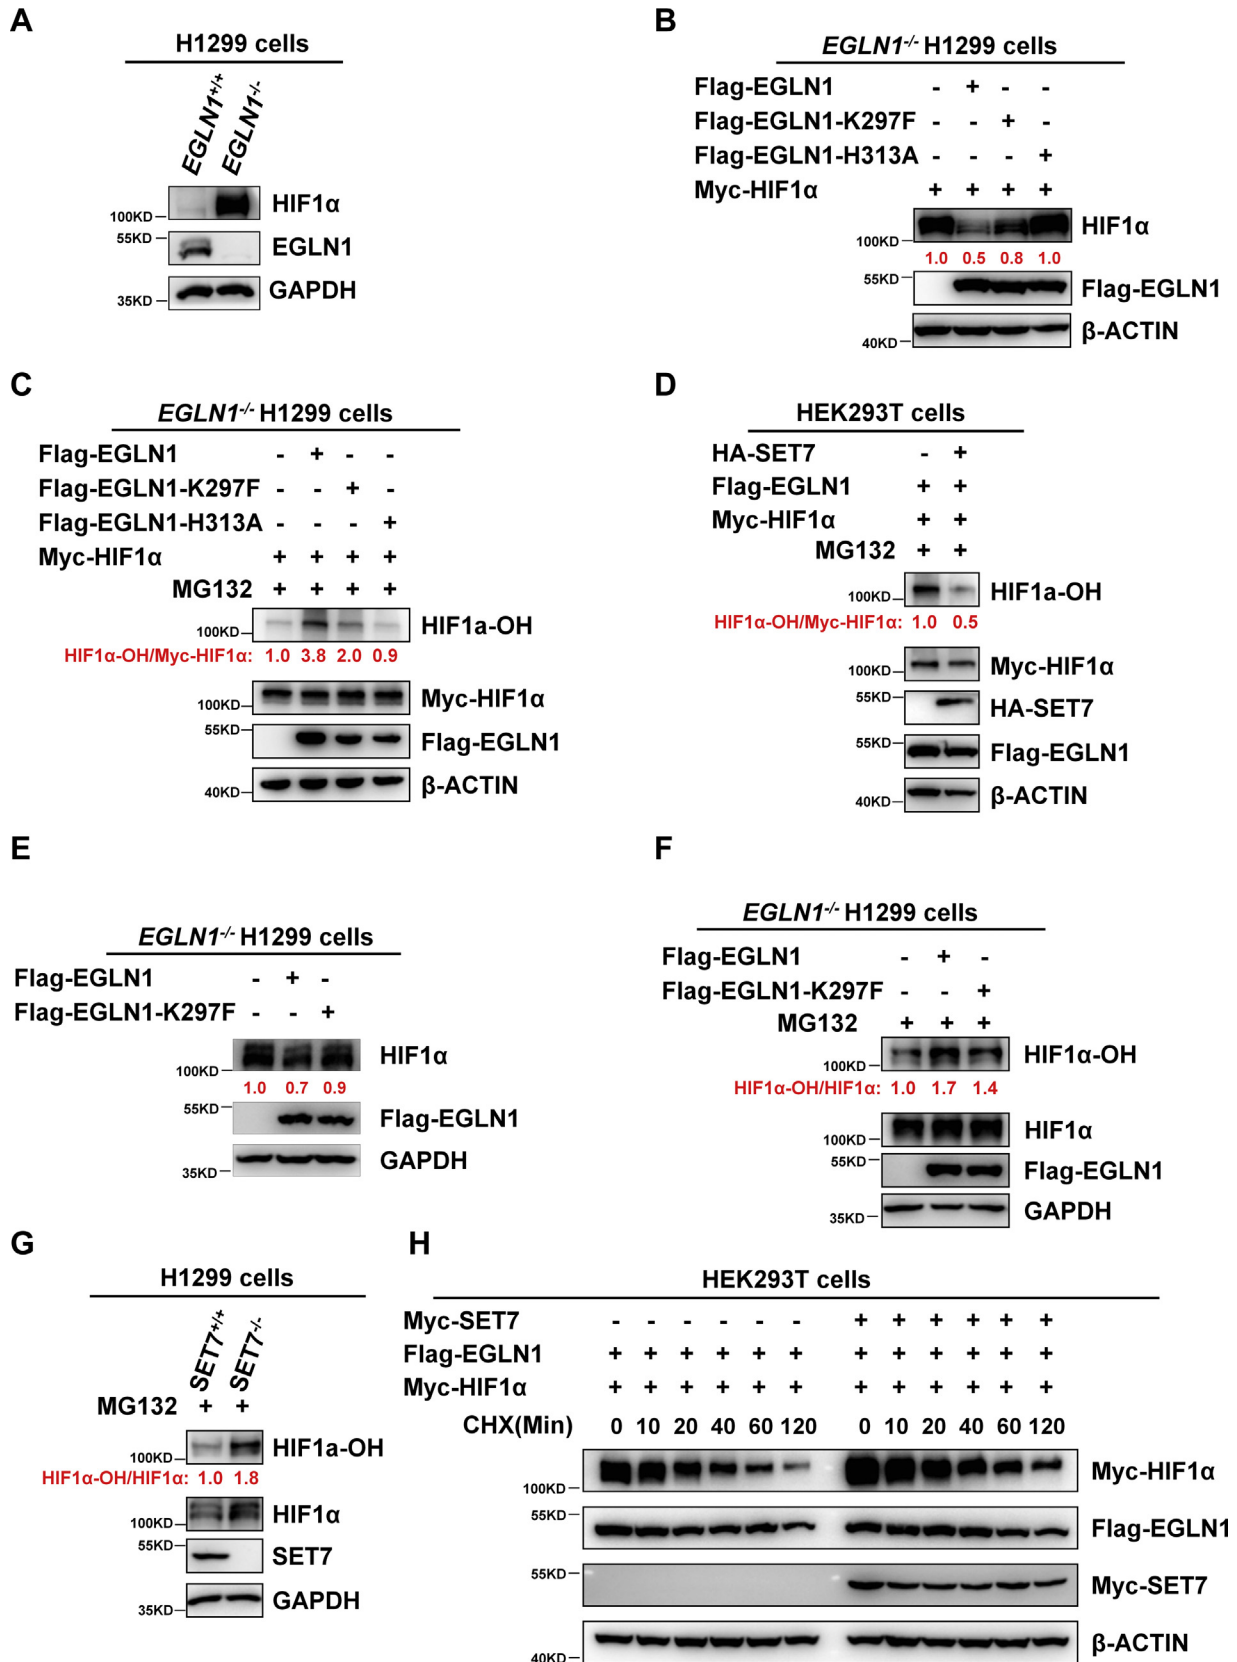 A
H1299 cells
EGLN1+/+ EGLN1-/-
HIF1α
100KD
55KD
EGLN1
GAPDH
35KD
B
EGLN1-/- H1299 cells
Flag-EGLN1 - + - -
Flag-EGLN1-K297F - - + -
Flag-EGLN1-H313A - - - +
Myc-HIF1α + + + +
HIF1α
100KD
1.0 0.5 0.8 1.0
55KD
Flag-EGLN1
β-ACTIN
40KD
C
EGLN1-/- H1299 cells
Flag-EGLN1 - + - -
Flag-EGLN1-K297F - - + -
Flag-EGLN1-H313A - - - +
Myc-HIF1α + + + +
MG132 + + + +
HIF1a-OH
100KD
HIF1α-OH/Myc-HIF1α: 1.0 3.8 2.0 0.9
Myc-HIF1α
100KD
55KD
Flag-EGLN1
β-ACTIN
40KD
D
HEK293T cells
HA-SET7 - +
Flag-EGLN1 + +
Myc-HIF1α + +
MG132 + +
HIF1a-OH
100KD
HIF1α-OH/Myc-HIF1α: 1.0 0.5
Myc-HIF1α
100KD
55KD
HA-SET7
55KD
Flag-EGLN1
β-ACTIN
40KD
E
EGLN1-/- H1299 cells
Flag-EGLN1 - + -
Flag-EGLN1-K297F - - +
HIF1α
100KD
1.0 0.7 0.9
55KD
Flag-EGLN1
GAPDH
35KD
F
EGLN1-/- H1299 cells
Flag-EGLN1 - + -
Flag-EGLN1-K297F - - +
MG132 + + +
HIF1α-OH
100KD
HIF1α-OH/HIF1α: 1.0 1.7 1.4
HIF1α
100KD
55KD
Flag-EGLN1
GAPDH
35KD
G
H1299 cells
SET7+/+ SET7-/-
MG132 + +
HIF1a-OH
100KD
HIF1α-OH/HIF1α: 1.0 1.8
HIF1α
100KD
55KD
SET7
GAPDH
35KD
H
HEK293T cells
Myc-SET7 - - - - - - + + + + + +
Flag-EGLN1 + + + + + + + + + + + +
Myc-HIF1α + + + + + + + + + + + +
CHX(Min) 0 10 20 40 60 120 0 10 20 40 60 120
Myc-HIF1α
100KD
55KD
Flag-EGLN1
55KD
Myc-SET7
β-ACTIN
40KD